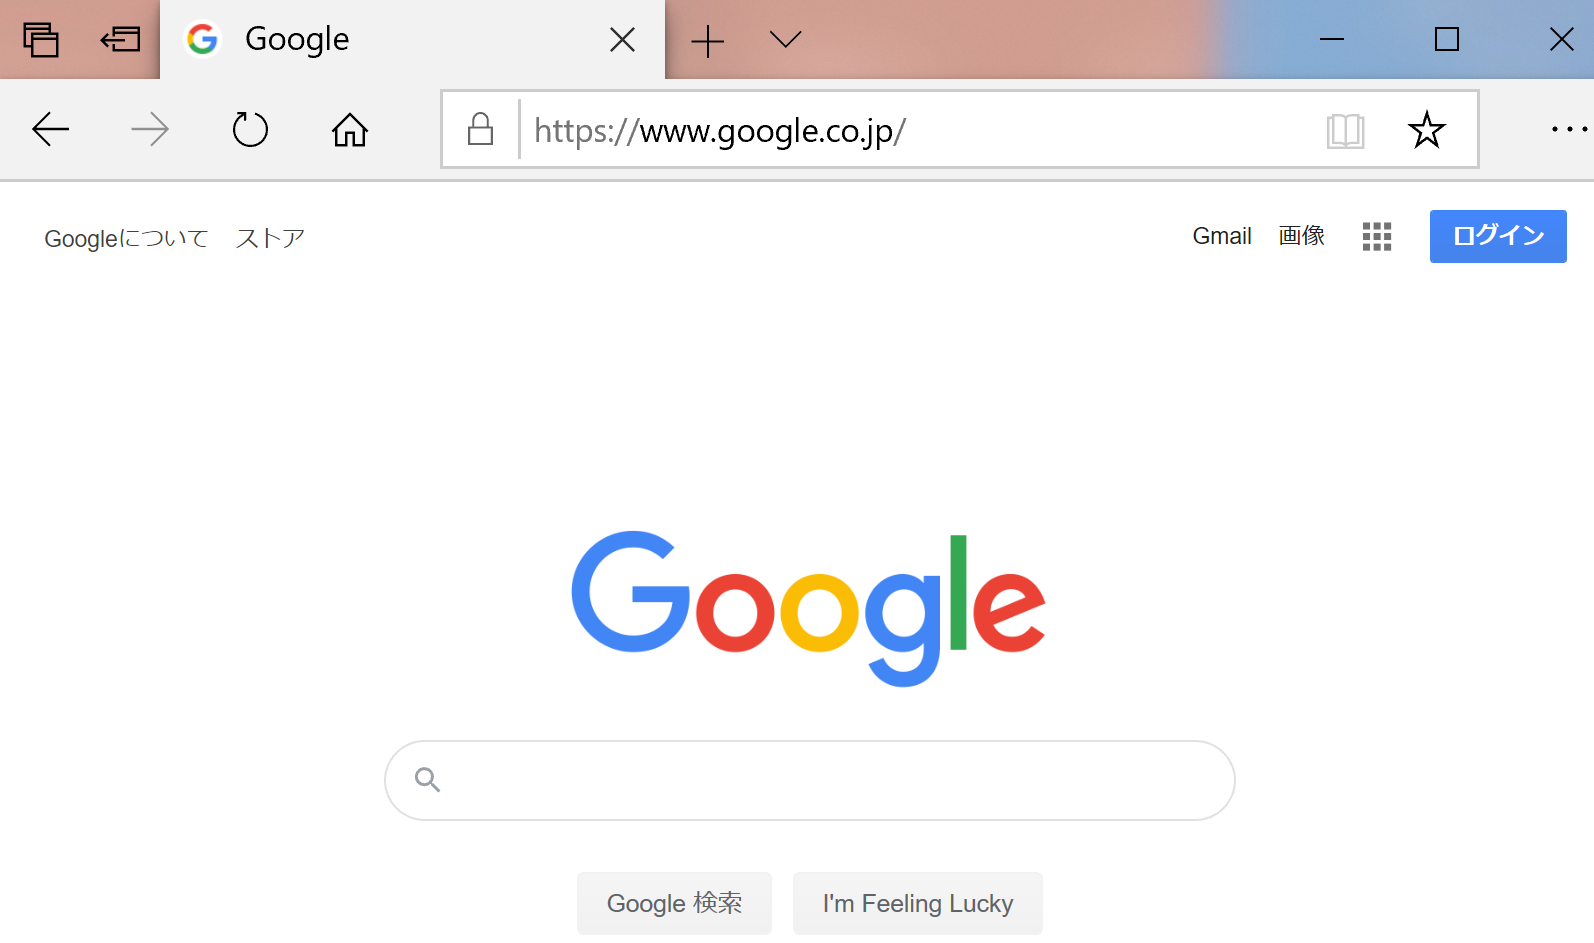 Google
https://www.google.co.jp/
Googleについて ストア Gmail 画像 ログイン
Google
Google 検索 I'm Feeling Lucky